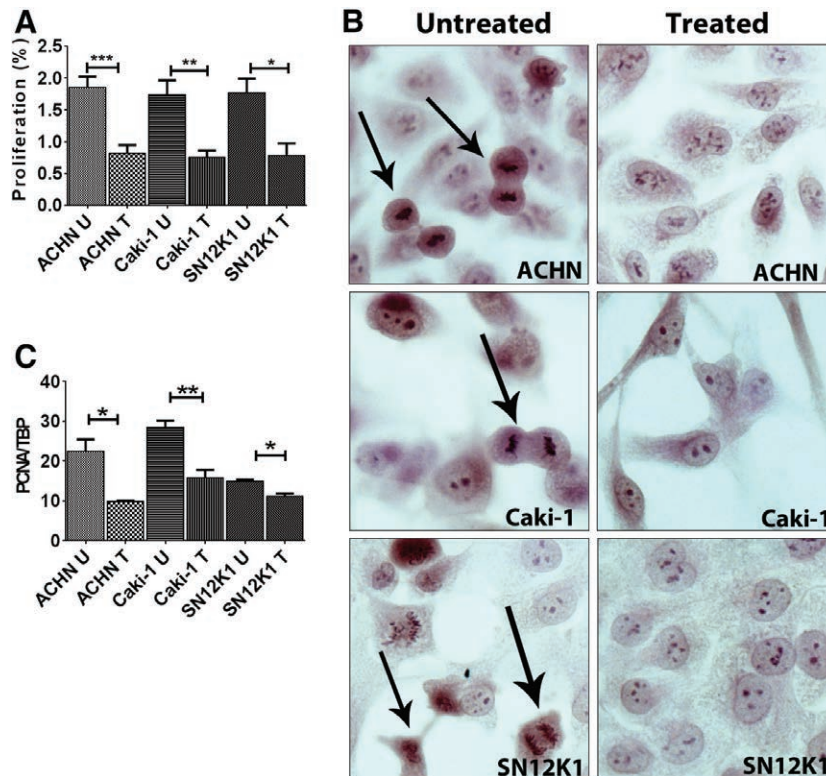 A
Proliferation (%)
2.5
2.0
1.5
1.0
0.5
0.0
***
**
*
ACHN U
ACHN T
Caki-1 U
Caki-1 T
SN12K1 U
SN12K1 T
B
Untreated
Treated
ACHN
ACHN
Caki-1
Caki-1
SN12K1
SN12K1
C
PCNA/TBP
40
30
20
10
0
*
**
*
ACHN U
ACHN T
Caki-1 U
Caki-1 T
SN12K1 U
SN12K1 T